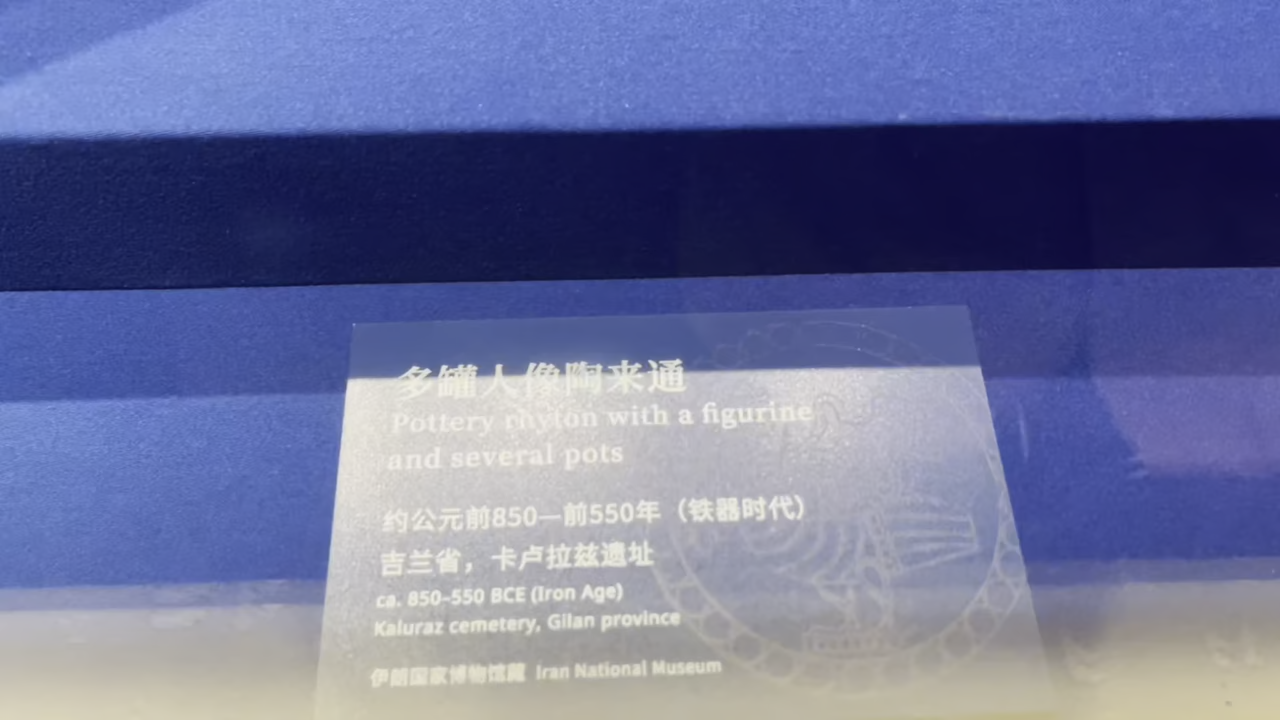 多罐人像陶来通
Pottery rhyton with a figurine
and several pots
约公元前850—前550年（铁器时代）
吉兰省，卡卢拉兹遗址
ca. 850–550 BCE (Iron Age)
Kaluraz cemetery, Gilan province
伊朗国家博物馆藏 Iran National Museum